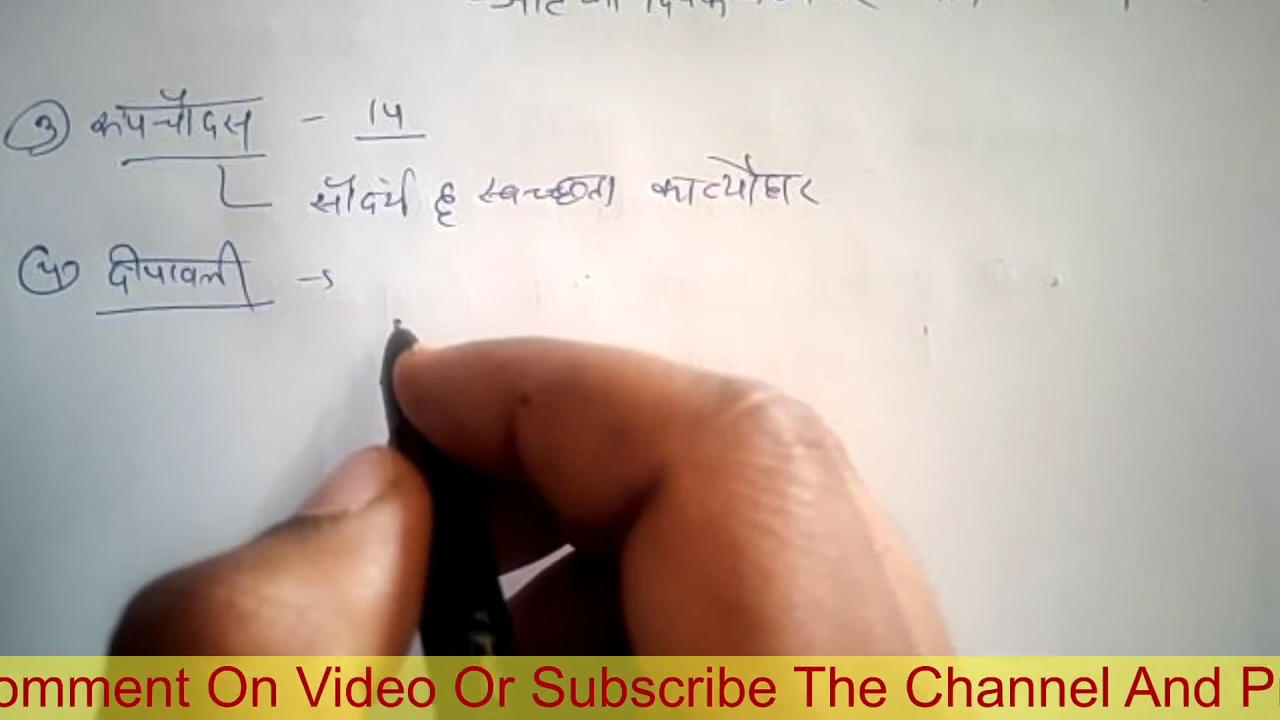 ③ रूपचौदस - 14
सौंदर्य व स्वच्छता का त्यौहार
④ दीपावली →
omment On Video Or Subscribe The Channel And P